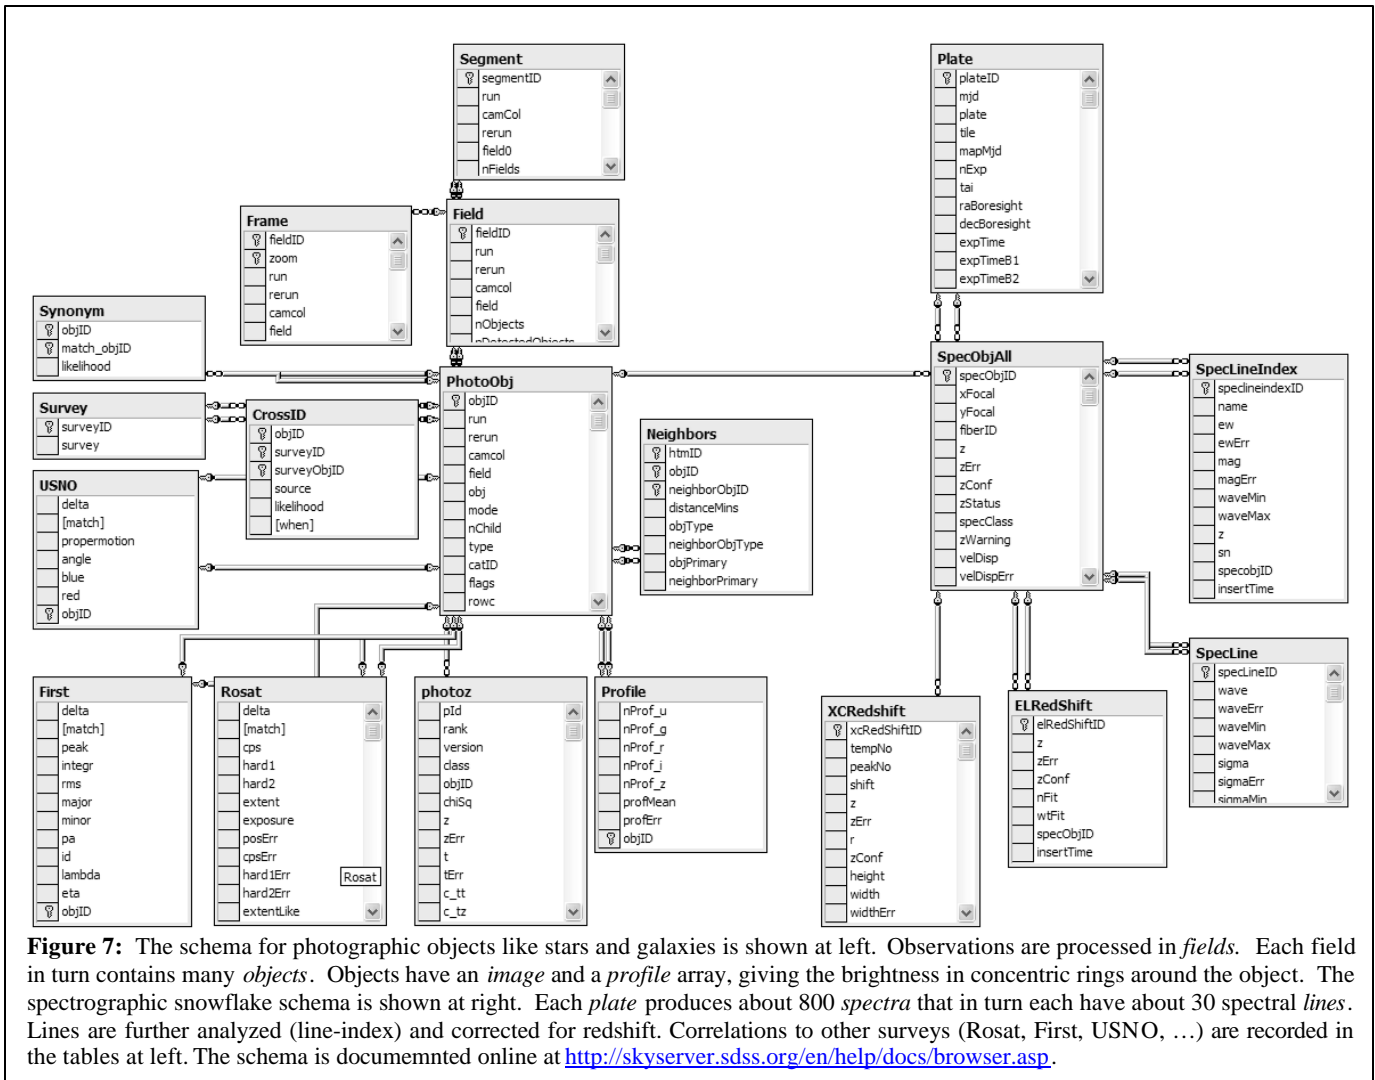 Segment
segmentID
run
camCol
rerun
field0
nFields
Plate
plateID
mjd
plate
tile
mapMjd
nExp
tai
raBoresight
decBoresight
expTime
expTimeB1
expTimeB2
Frame
fieldID
zoom
run
rerun
camcol
field
Field
fieldID
run
rerun
camcol
field
nObjects
nDetectedObjects
Synonym
objID
match_objID
likelihood
Survey
surveyID
survey
CrossID
objID
surveyID
surveyObjID
source
likelihood
[when]
USNO
delta
[match]
propermotion
angle
blue
red
objID
PhotoObj
objID
run
rerun
camcol
field
obj
mode
nChild
type
catID
flags
rowc
Neighbors
htmID
objID
neighborObjID
distanceMins
objType
neighborObjType
objPrimary
neighborPrimary
SpecObjAll
specObjID
xFocal
yFocal
fiberID
z
zErr
zConf
zStatus
specClass
zWarning
velDisp
velDispErr
SpecLineIndex
speclineindexID
name
ew
ewErr
mag
magErr
waveMin
waveMax
z
sn
specobjID
insertTime
First
delta
[match]
peak
integr
rms
major
minor
pa
id
lambda
eta
objID
Rosat
delta
[match]
cps
hard1
hard2
extent
exposure
posErr
cpsErr
hard1Err
hard2Err
extentLike
Rosat
photoz
pId
rank
version
class
objID
chiSq
z
zErr
t
tErr
c_tt
c_tz
Profile
nProf_u
nProf_g
nProf_r
nProf_i
nProf_z
profMean
profErr
objID
XCRedshift
xcRedShiftID
tempNo
peakNo
shift
z
zErr
r
zConf
height
width
widthErr
ELRedShift
elRedShiftID
z
zErr
zConf
nFit
wtFit
specObjID
insertTime
SpecLine
specLineID
wave
waveErr
waveMin
waveMax
sigma
sigmaErr
sigmaMin
Figure 7: The schema for photographic objects like stars and galaxies is shown at left. Observations are processed in fields. Each field
in turn contains many objects. Objects have an image and a profile array, giving the brightness in concentric rings around the object. The
spectrographic snowflake schema is shown at right. Each plate produces about 800 spectra that in turn each have about 30 spectral lines.
Lines are further analyzed (line-index) and corrected for redshift. Correlations to other surveys (Rosat, First, USNO, …) are recorded in
the tables at left. The schema is documemnted online at http://skyserver.sdss.org/en/help/docs/browser.asp.